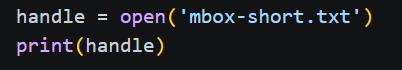 handle = open('mbox-short.txt')
print(handle)